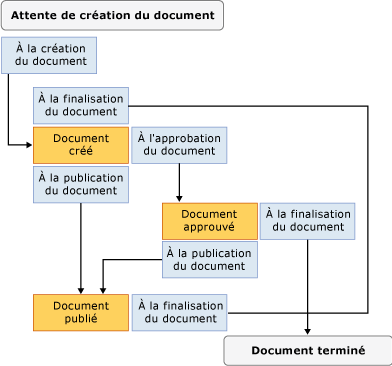 Attente de création du document
À la création
du document
À la finalisation
du document
Document
créé
À l'approbation
du document
À la publication
du document
Document
approuvé
À la finalisation
du document
À la publication
du document
Document
publié
À la finalisation
du document
Document terminé